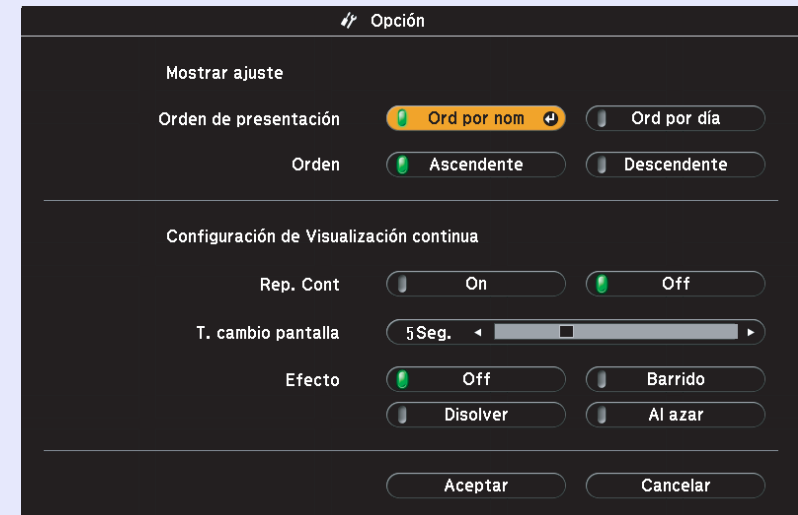 Opción
Mostrar ajuste
Orden de presentación Ord por nom Ord por día
Orden Ascendente Descendente
Configuración de Visualización continua
Rep. Cont On Off
T. cambio pantalla 5Seg.
Efecto Off Barrido
Disolver Al azar
Aceptar Cancelar